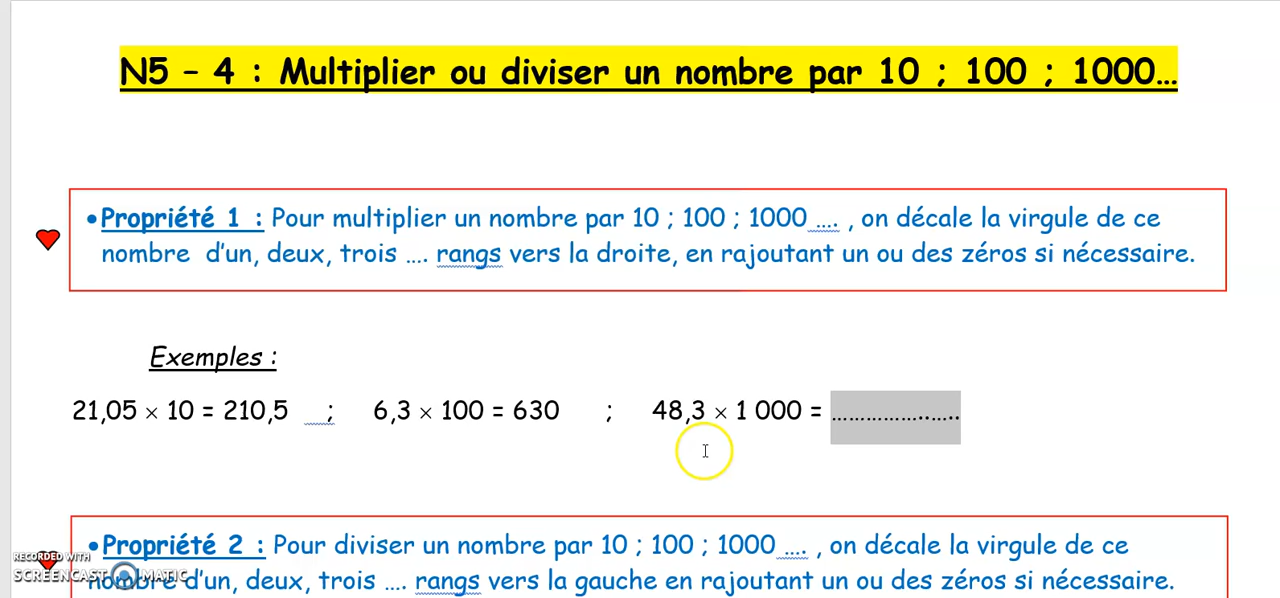 N5 – 4 : Multiplier ou diviser un nombre par 10 ; 100 ; 1000…
•Propriété 1 : Pour multiplier un nombre par 10 ; 100 ; 1000 …. , on décale la virgule de ce
nombre d’un, deux, trois …. rangs vers la droite, en rajoutant un ou des zéros si nécessaire.
Exemples :
21,05 × 10 = 210,5 ; 6,3 × 100 = 630 ; 48,3 × 1 000 = ……………..…..
•Propriété 2 : Pour diviser un nombre par 10 ; 100 ; 1000 …. , on décale la virgule de ce
nombre d’un, deux, trois …. rangs vers la gauche en rajoutant un ou des zéros si nécessaire.
RECORDED WITH
SCREENCAST MATIC